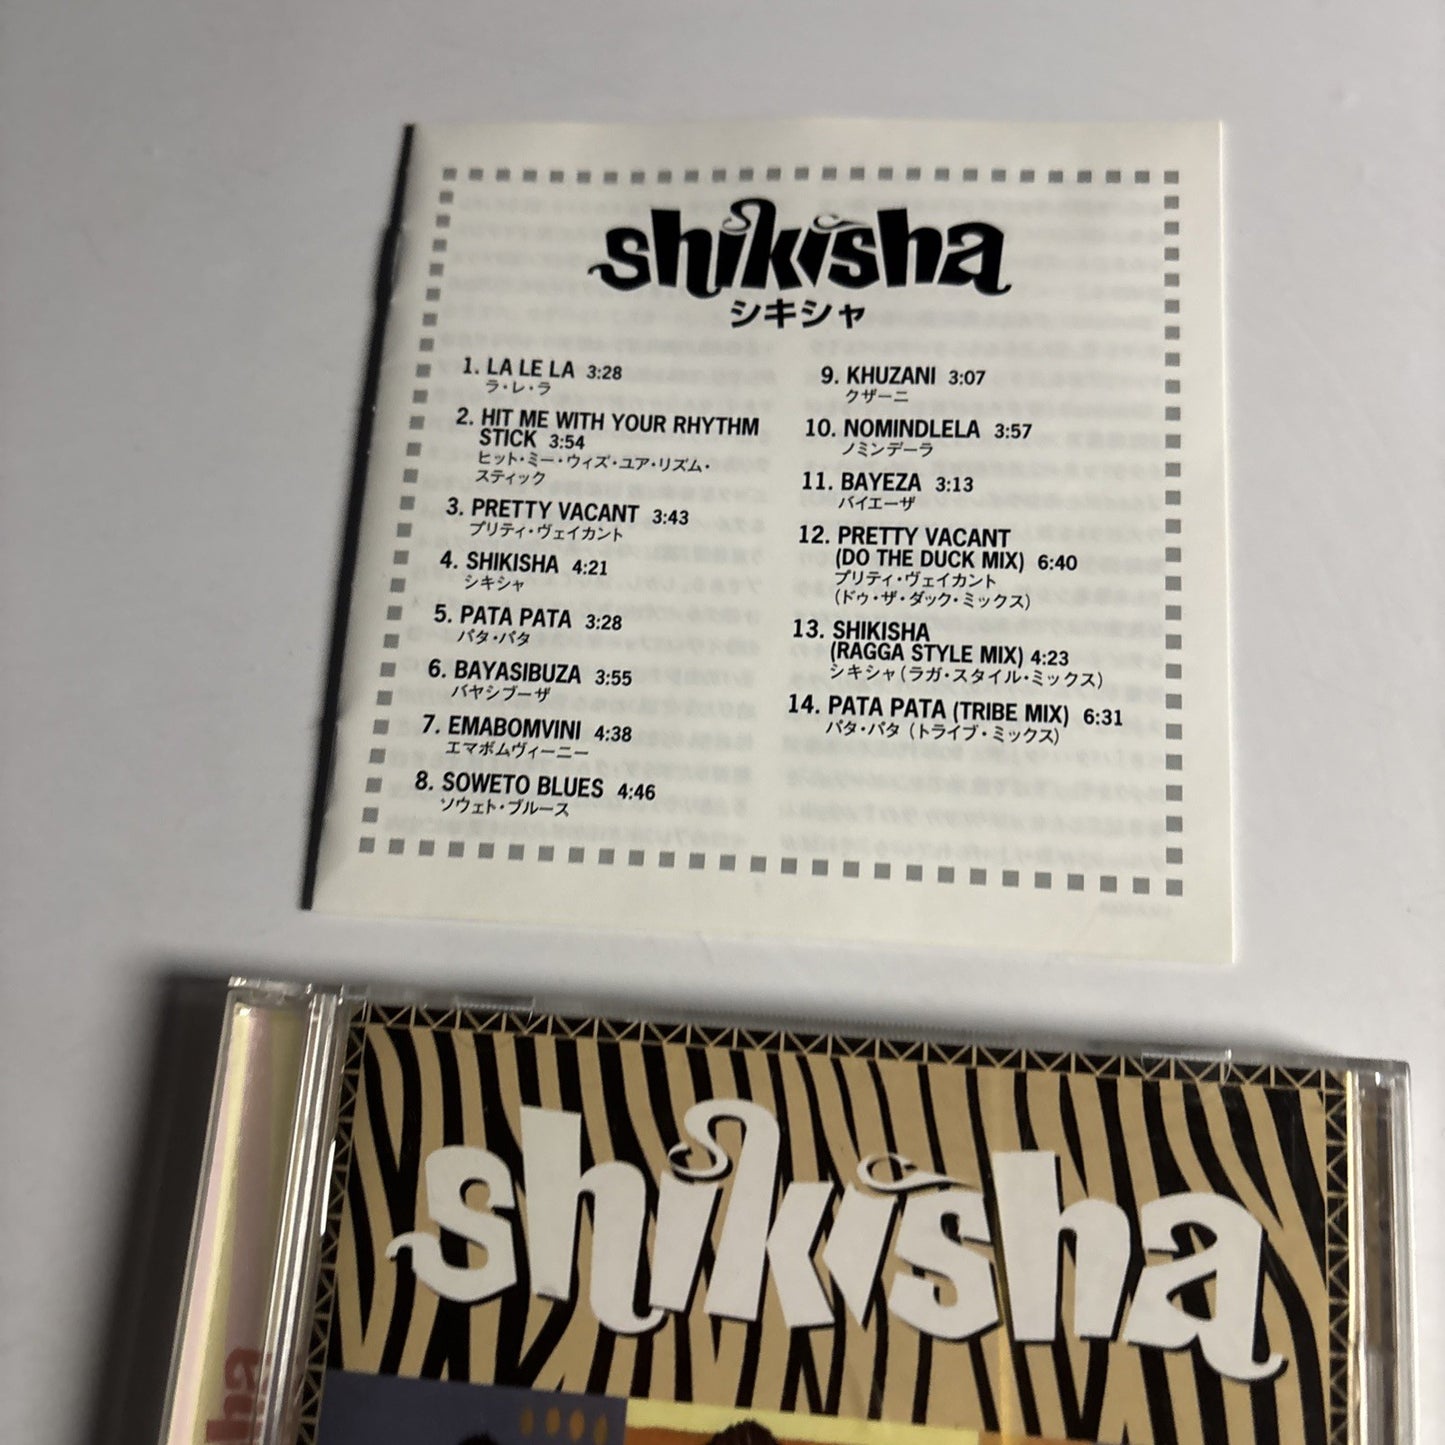 shikisha
シキシャ
1. LA LE LA 3:28
ラ・レ・ラ
2. HIT ME WITH YOUR RHYTHM
STICK 3:54
ヒット・ミー・ウィズ・ユア・リズム・
スティック
3. PRETTY VACANT 3:43
プリティ・ヴェイカント
4. SHIKISHA 4:21
シキシャ
5. PATA PATA 3:28
パタ・パタ
6. BAYASIBUZA 3:55
バヤシブーザ
7. EMABOMVINI 4:38
エマボムヴィーニー
8. SOWETO BLUES 4:46
ソウェト・ブルース
9. KHUZANI 3:07
クザーニ
10. NOMINDLELA 3:57
ノミンデーラ
11. BAYEZA 3:13
バイエーザ
12. PRETTY VACANT
(DO THE DUCK MIX) 6:40
プリティ・ヴェイカント
(ドゥ・ザ・ダック・ミックス)
13. SHIKISHA
(RAGGA STYLE MIX) 4:23
シキシャ(ラガ・スタイル・ミックス)
14. PATA PATA (TRIBE MIX) 6:31
パタ・パタ (トライブ・ミックス)
shikisha